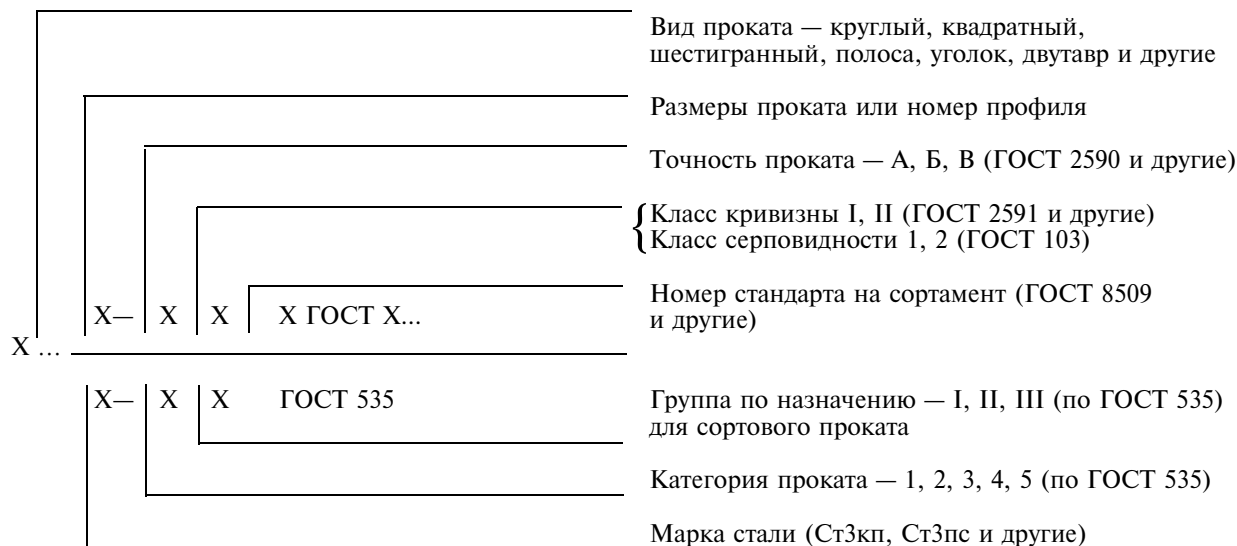 Вид проката — круглый, квадратный,
шестигранный, полоса, уголок, двутавр и другие
Размеры проката или номер профиля
Точность проката — А, Б, В (ГОСТ 2590 и другие)
Класс кривизны I, II (ГОСТ 2591 и другие)
Класс серповидности 1, 2 (ГОСТ 103)
Номер стандарта на сортамент (ГОСТ 8509
и другие)
Х— Х Х Х ГОСТ Х...
Х ...
Х— Х Х ГОСТ 535
Группа по назначению — I, II, III (по ГОСТ 535)
для сортового проката
Категория проката — 1, 2, 3, 4, 5 (по ГОСТ 535)
Марка стали (Ст3кп, Ст3пс и другие)